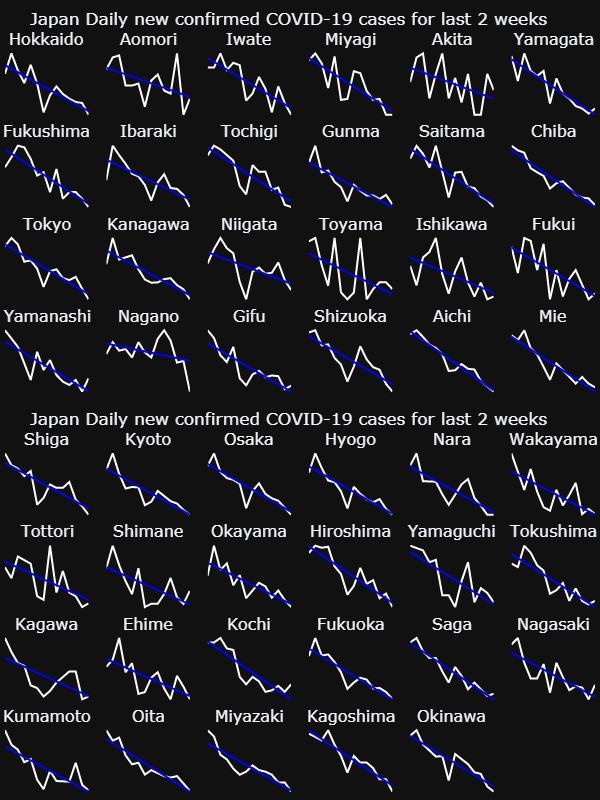 Japan Daily new confirmed COVID-19 cases for last 2 weeks
Hokkaido Aomori Iwate Miyagi Akita Yamagata
Fukushima Ibaraki Tochigi Gunma Saitama Chiba
Tokyo Kanagawa Niigata Toyama Ishikawa Fukui
Yamanashi Nagano Gifu Shizuoka Aichi Mie
Japan Daily new confirmed COVID-19 cases for last 2 weeks
Shiga Kyoto Osaka Hyogo Nara Wakayama
Tottori Shimane Okayama Hiroshima Yamaguchi Tokushima
Kagawa Ehime Kochi Fukuoka Saga Nagasaki
Kumamoto Oita Miyazaki Kagoshima Okinawa